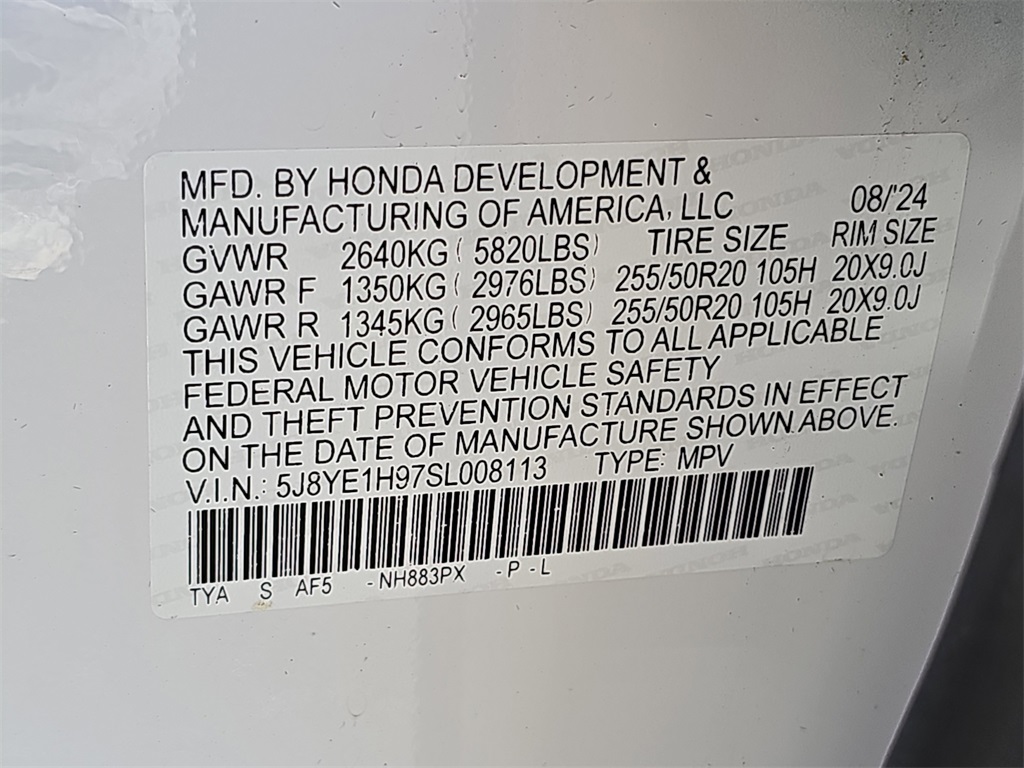 MFD. BY HONDA DEVELOPMENT &
MANUFACTURING OF AMERICA, LLC 08/'24
GVWR 2640KG ( 5820LBS) TIRE SIZE RIM SIZE
GAWR F 1350KG ( 2976LBS) 255/50R20 105H 20X9.0J
GAWR R 1345KG ( 2965LBS) 255/50R20 105H 20X9.0J
THIS VEHICLE CONFORMS TO ALL APPLICABLE
FEDERAL MOTOR VEHICLE SAFETY
AND THEFT PREVENTION STANDARDS IN EFFECT
ON THE DATE OF MANUFACTURE SHOWN ABOVE.
V.I.N.: 5J8YE1H97SL008113 TYPE: MPV
TYA S AF5 -NH883PX -P -L